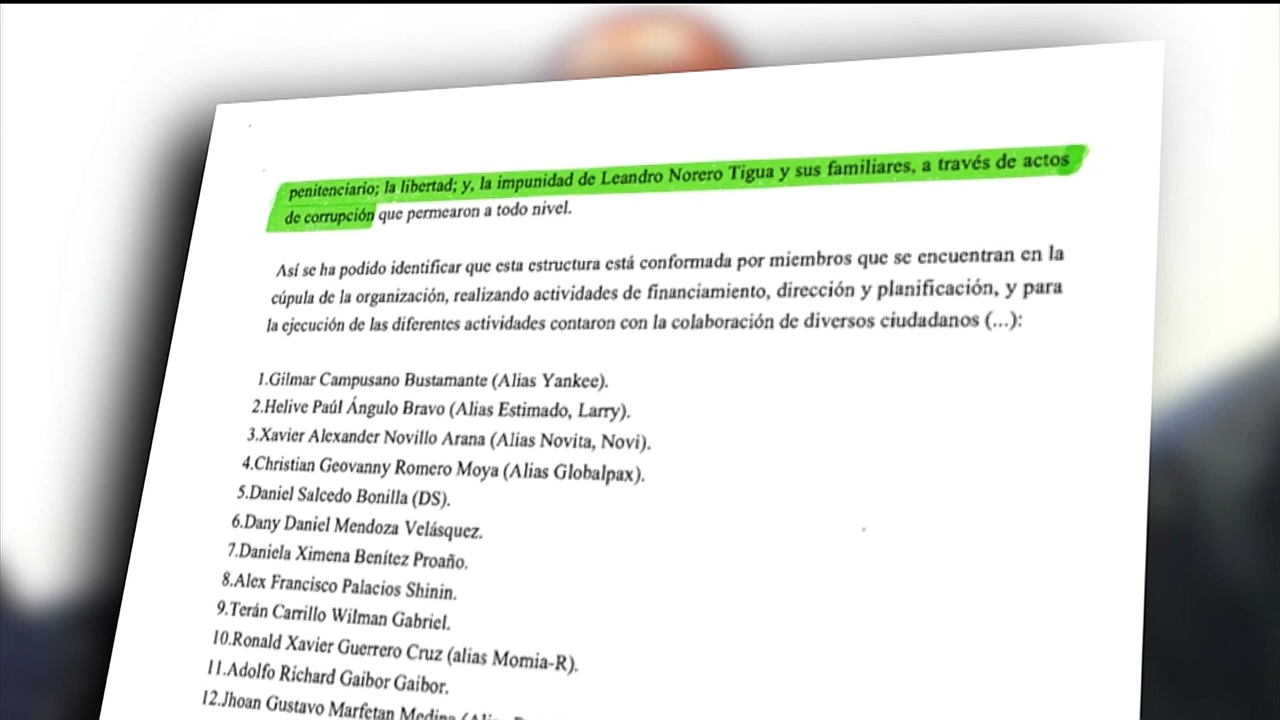 penitenciario; la libertad; y, la impunidad de Leandro Norero Tigua y sus familiares, a través de actos
de corrupción que permearon a todo nivel.
Así se ha podido identificar que esta estructura está conformada por miembros que se encuentran en la
cúpula de la organización, realizando actividades de financiamiento, dirección y planificación, y para
la ejecución de las diferentes actividades contaron con la colaboración de diversos ciudadanos (...):
1.Gilmar Campusano Bustamante (Alias Yankee).
2.Helive Paúl Ángulo Bravo (Alias Estimado, Larry).
3.Xavier Alexander Novillo Arana (Alias Novita, Novi).
4.Christian Geovanny Romero Moya (Alias Globalpax).
5.Daniel Salcedo Bonilla (DS).
6.Dany Daniel Mendoza Velásquez.
7.Daniela Ximena Benítez Proaño.
8.Alex Francisco Palacios Shinin.
9.Terán Carrillo Wilman Gabriel.
10.Ronald Xavier Guerrero Cruz (alias Momia-R).
11.Adolfo Richard Gaibor Gaibor.
12.Jhoan Gustavo Marfetan Medina